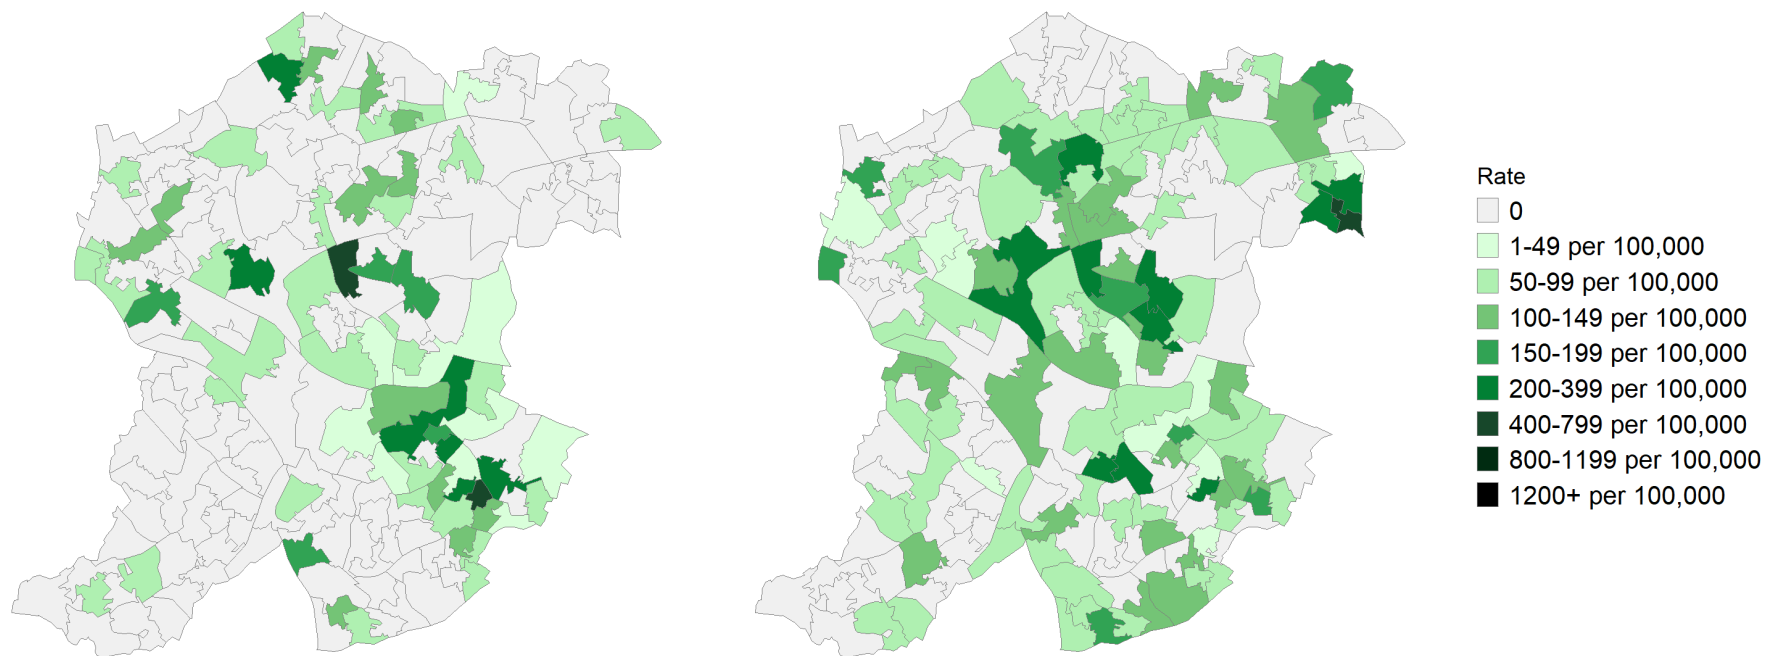 Rate
0
1-49 per 100,000
50-99 per 100,000
100-149 per 100,000
150-199 per 100,000
200-399 per 100,000
400-799 per 100,000
800-1199 per 100,000
1200+ per 100,000